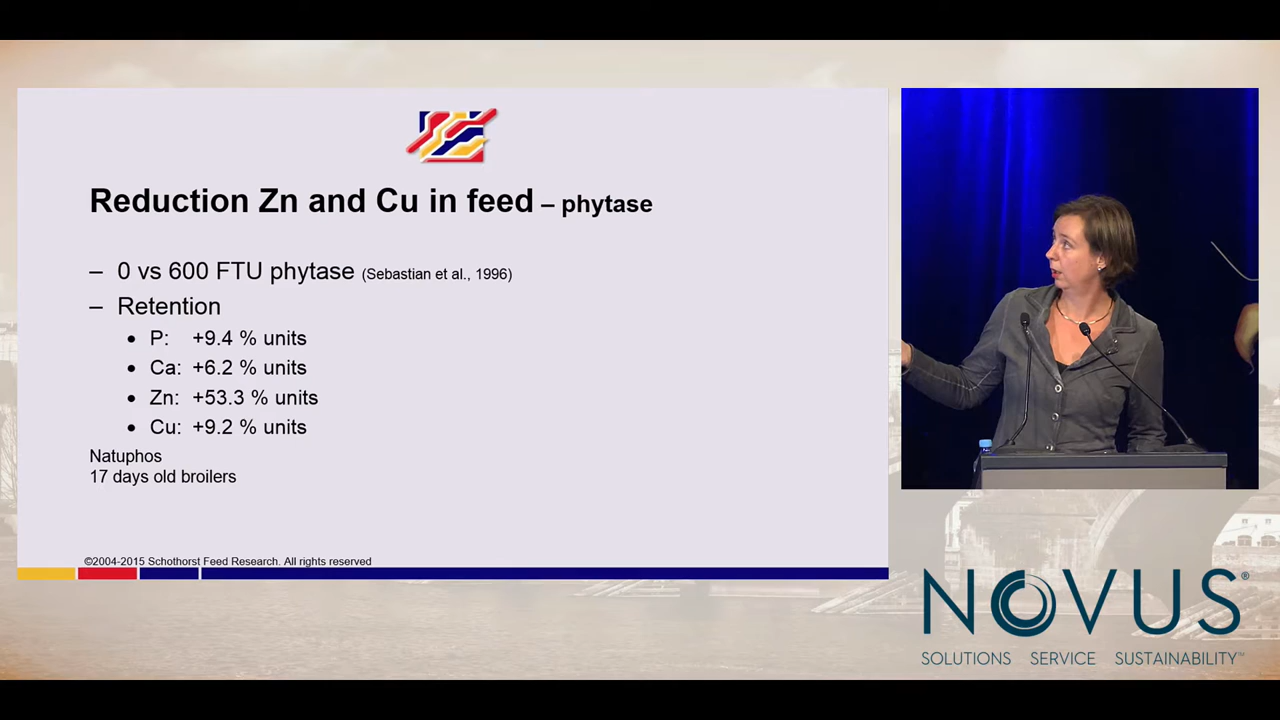 Reduction Zn and Cu in feed – phytase
– 0 vs 600 FTU phytase (Sebastian et al., 1996)
– Retention
• P: +9.4 % units
• Ca: +6.2 % units
• Zn: +53.3 % units
• Cu: +9.2 % units
Natuphos
17 days old broilers
©2004-2015 Schothorst Feed Research. All rights reserved
NOVUS®
SOLUTIONS SERVICE SUSTAINABILITY™